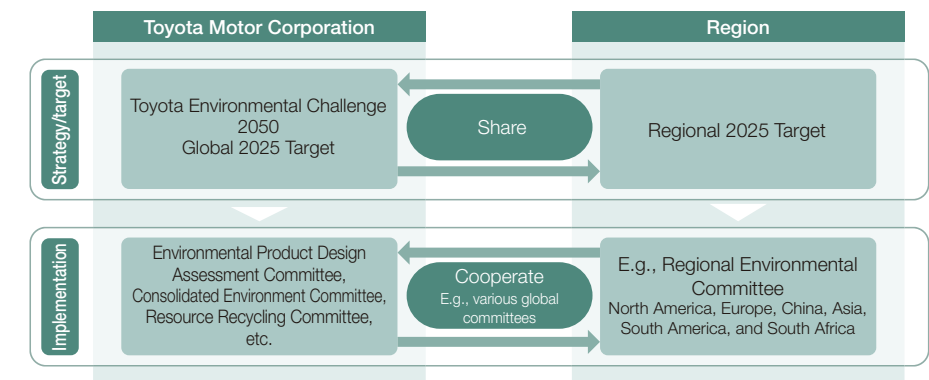 Toyota Motor Corporation
Region
Strategy/target
Toyota Environmental Challenge
2050
Global 2025 Target
Share
Regional 2025 Target
Implementation
Environmental Product Design
Assessment Committee,
Consolidated Environment Committee,
Resource Recycling Committee,
etc.
Cooperate
E.g., various global
committees
E.g., Regional Environmental
Committee
North America, Europe, China, Asia,
South America, and South Africa